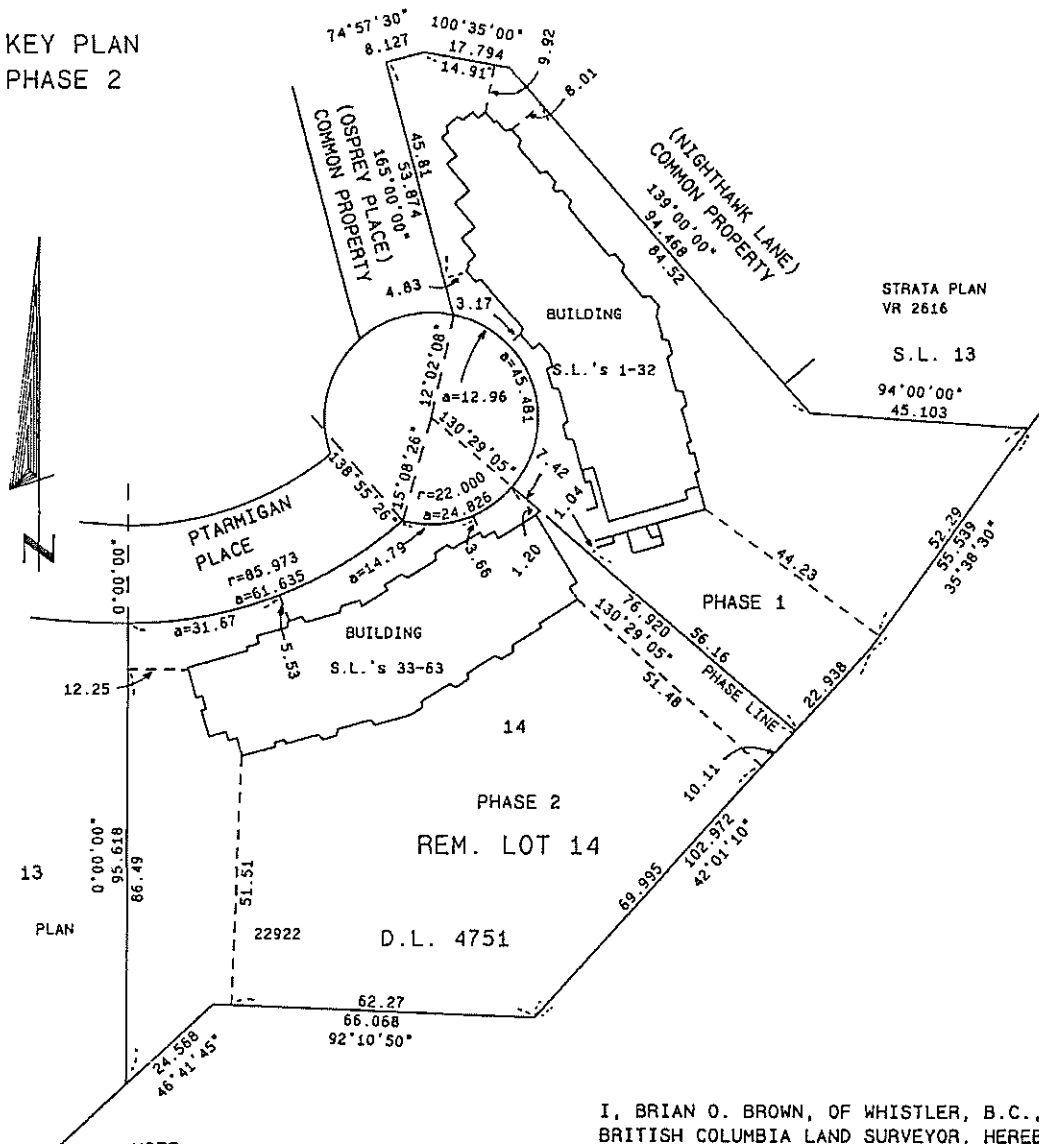 KEY PLAN
PHASE 2
74°57'30"
8.127
100°35'00"
17.794
14.91
9.92
8.01
(OSPREY PLACE)
COMMON PROPERTY
165°00'00"
53.874
45.81
(NIGHTHAWK LANE)
COMMON PROPERTY
139°00'00"
94.468
84.52
4.83
3.17
BUILDING
S.L.'s 1-32
STRATA PLAN
VR 2616
S.L. 13
94°00'00"
45.103
12°02'08"
a=12.96
a=45.481
130°29'05"
15°08'26"
138°55'26"
r=22.000
a=24.826
7.42
1.04
1.20
3.66
PTARMIGAN
PLACE
r=85.973
a=61.635
a=14.79
a=31.67
0°00'00"
5.53
12.25
BUILDING
S.L.'s 33-63
44.23
52.29
55.539
35°38'30"
PHASE 1
76.920
56.16
130°29'05"
PHASE LINE
51.48
22.938
10.11
14
PHASE 2
REM. LOT 14
102.972
42°01'10"
69.995
13
PLAN
0°00'00"
95.618
86.49
51.51
22922
D.L. 4751
62.27
66.068
92°10'50"
24.568
46°41'45"
I, BRIAN O. BROWN, OF WHISTLER, B.C.,
BRITISH COLUMBIA LAND SURVEYOR, HEREB